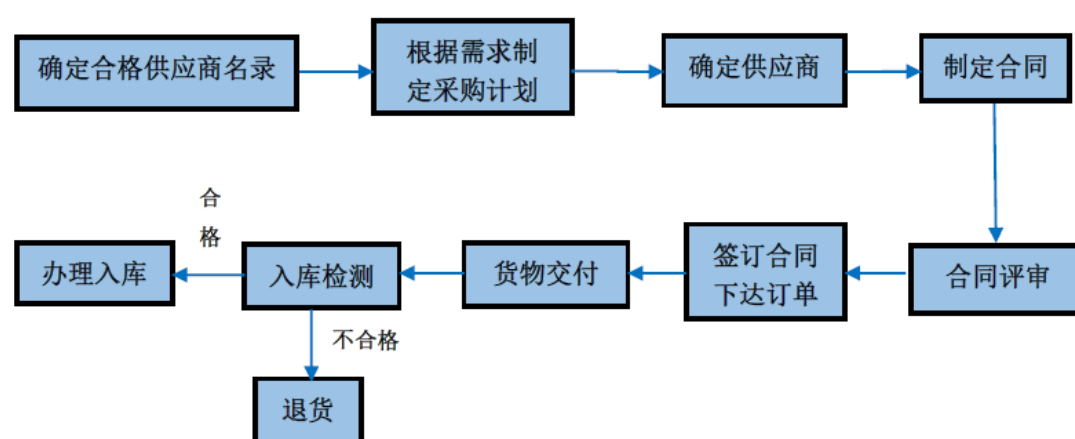 确定合格供应商名录
根据需求制
定采购计划
确定供应商
制定合同
合同评审
签订合同
下达订单
货物交付
入库检测
合
格
办理入库
不合格
退货